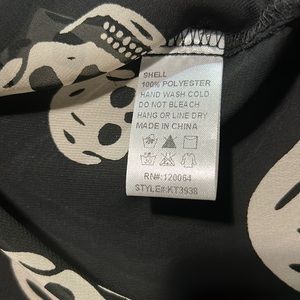 SHELL
100% POLYESTER
HAND WASH COLD
DO NOT BLEACH
HANG OR LINE DRY
MADE IN CHINA
RN#:120064
STYLE#:KT3938